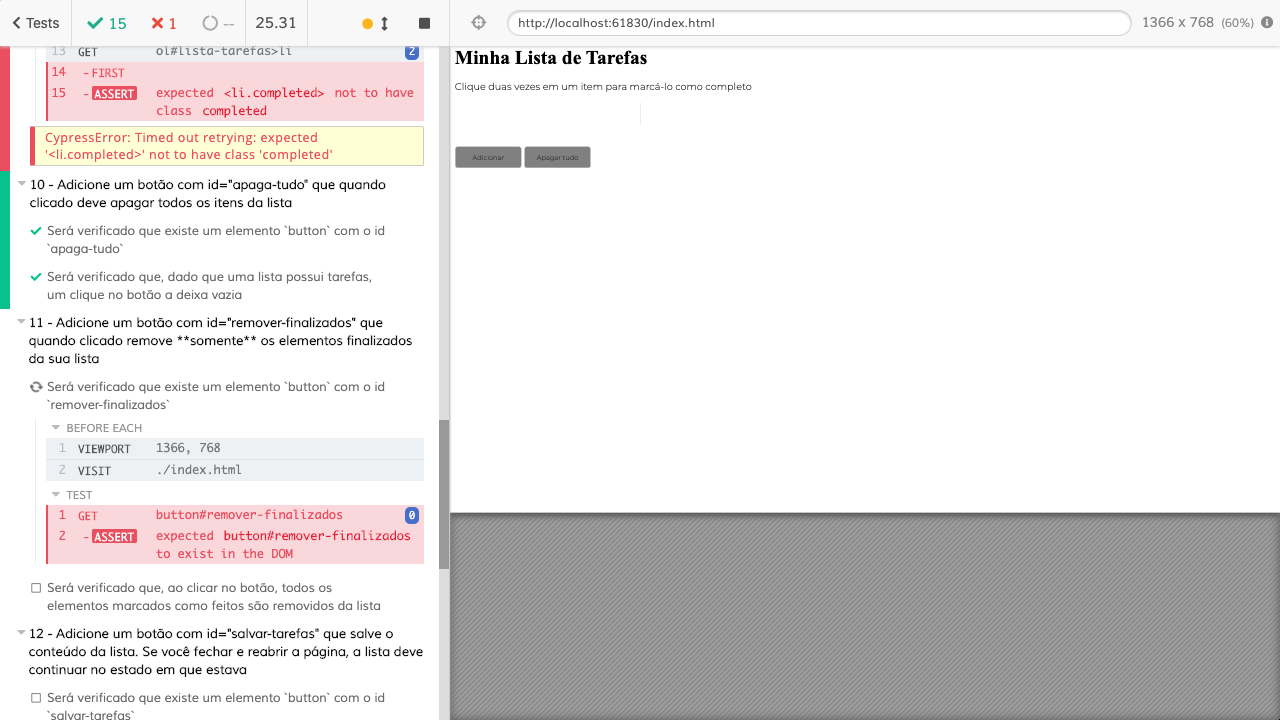 Tests
15
1
--
25.31
http://localhost:61830/index.html
1366 x 768 (60%)
13 GET ol#lista-tarefas>li 2
14 - FIRST
15 - ASSERT expected <li.completed> not to have
class completed
CypressError: Timed out retrying: expected
'<li.completed>' not to have class 'completed'
10 - Adicione um botão com id="apaga-tudo" que quando
clicado deve apagar todos os itens da lista
Será verificado que existe um elemento `button` com o id
`apaga-tudo`
Será verificado que, dado que uma lista possui tarefas,
um clique no botão a deixa vazia
11 - Adicione um botão com id="remover-finalizados" que
quando clicado remove **somente** os elementos finalizados
da sua lista
Será verificado que existe um elemento `button` com o id
`remover-finalizados`
BEFORE EACH
1 VIEWPORT 1366, 768
2 VISIT ./index.html
TEST
1 GET button#remover-finalizados 0
2 - ASSERT expected button#remover-finalizados
to exist in the DOM
Será verificado que, ao clicar no botão, todos os
elementos marcados como feitos são removidos da lista
12 - Adicione um botão com id="salvar-tarefas" que salve o
conteúdo da lista. Se você fechar e reabrir a página, a lista deve
continuar no estado em que estava
Será verificado que existe um elemento `button` com o id
`salvar-tarefas`
Minha Lista de Tarefas
Clique duas vezes em um item para marcá-lo como completo
Adicionar
Apagar tudo